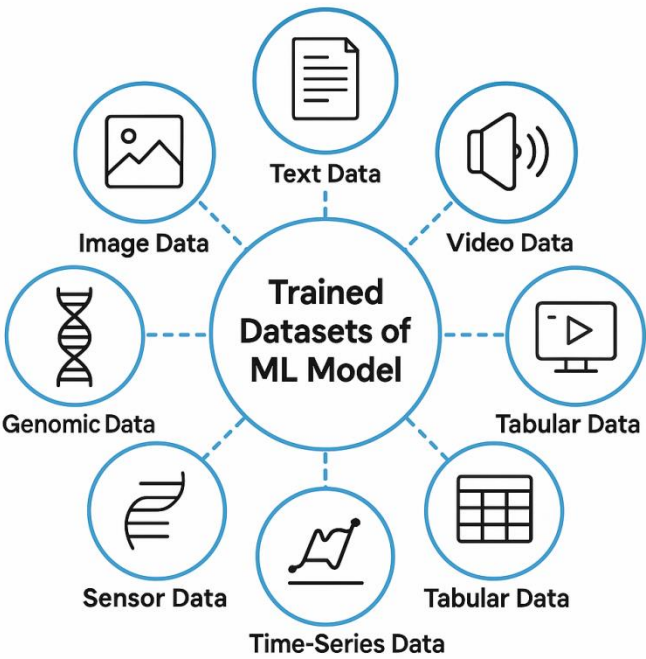 Text Data
Image Data
Video Data
Trained
Datasets of
ML Model
Genomic Data
Tabular Data
Sensor Data
Tabular Data
Time-Series Data